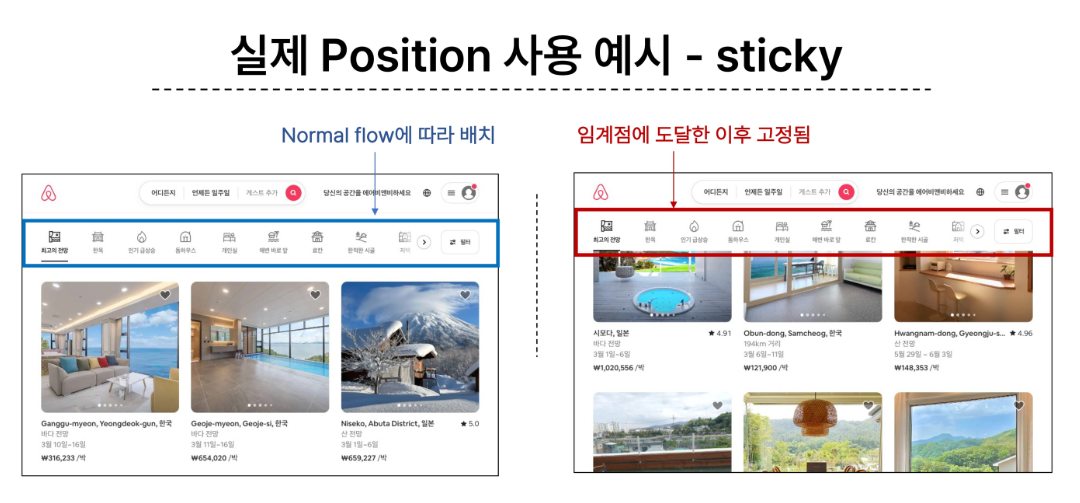 실제 Position 사용 예시 - sticky
Normal flow에 따라 배치
어디든지 언제든 일주일 게스트 추가 당신의 공간을 에어비앤비하세요
최고의 전망 한옥 인기 급상승 돔하우스 개인실 해변 바로 앞 료칸 한적한 시골 필터
Ganggu-myeon, Yeongdeok-gun, 한국
바다 전망
3월 10일~16일
₩316,233 /박
Geoje-myeon, Geoje-si, 한국
바다 전망
3월 11일~16일
₩654,020 /박
Niseko, Abuta District, 일본 ★ 5.0
산 전망
3월 1일~6일
₩659,227 /박
임계점에 도달한 이후 고정됨
어디든지 언제든 일주일 게스트 추가 당신의 공간을 에어비앤비하세요
최고의 전망 한옥 인기 급상승 돔하우스 개인실 해변 바로 앞 료칸 한적한 시골 필터
시모다, 일본 ★ 4.91
바다 전망
3월 1일~6일
₩1,020,556 /박
Obun-dong, Samcheog, 한국
194km 거리
3월 6일~11일
₩121,900 /박
Hwangnam-dong, Gyeongju-s... ★ 4.96
산 전망
5월 29일 ~ 6월 3일
₩148,353 /박